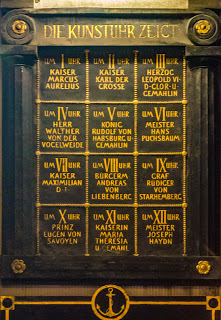 DIE KUNSTUHR ZEIGT
UM I UHR
KAISER
MARCUS
AURELIUS
UM II UHR
KAISER
KARL DER
GROSSE
UM III UHR
HERZOG
LEOPOLD VI·
D·GLOR·U·
GEMAHLIN
UM IV UHR
HERR
WALTHER
VON DER
VOGELWEIDE
UM V UHR
KÖNIG
RUDOLF VON
HABSBURG U·
GEMAHLIN
UM VI UHR
MEISTER
HANS
PUCHSBAUM
UM VII UHR
KAISER
MAXIMILIAN
D·I·
UM VIII UHR
BÜRGERM·
ANDREAS
VON
LIEBENBERG
UM IX UHR
GRAF
RÜDIGER
VON
STARHEMBERG
UM X UHR
PRINZ
EUGEN VON
SAVOYEN
UM XI UHR
KAISERIN
MARIA
THERESIA
U·GEMAHL
UM XII UHR
MEISTER
JOSEPH
HAYDN